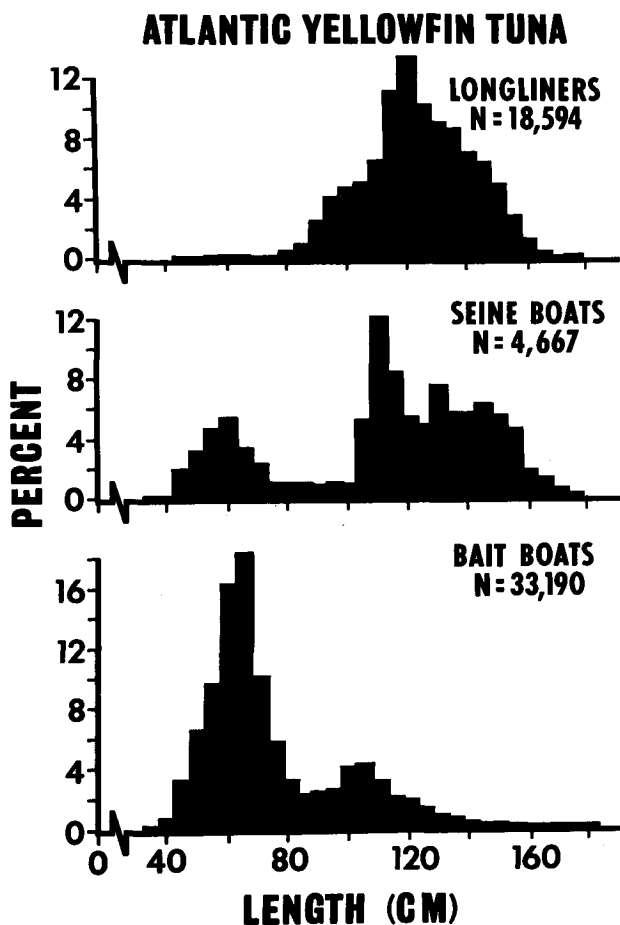 ATLANTIC YELLOWFIN TUNA
12
8
4
0
LONGLINERS
N = 18,594
12
8
4
0
SEINE BOATS
N = 4,667
PERCENT
16
12
8
4
0
BAIT BOATS
N = 33,190
0 40 80 120 160
LENGTH (CM)